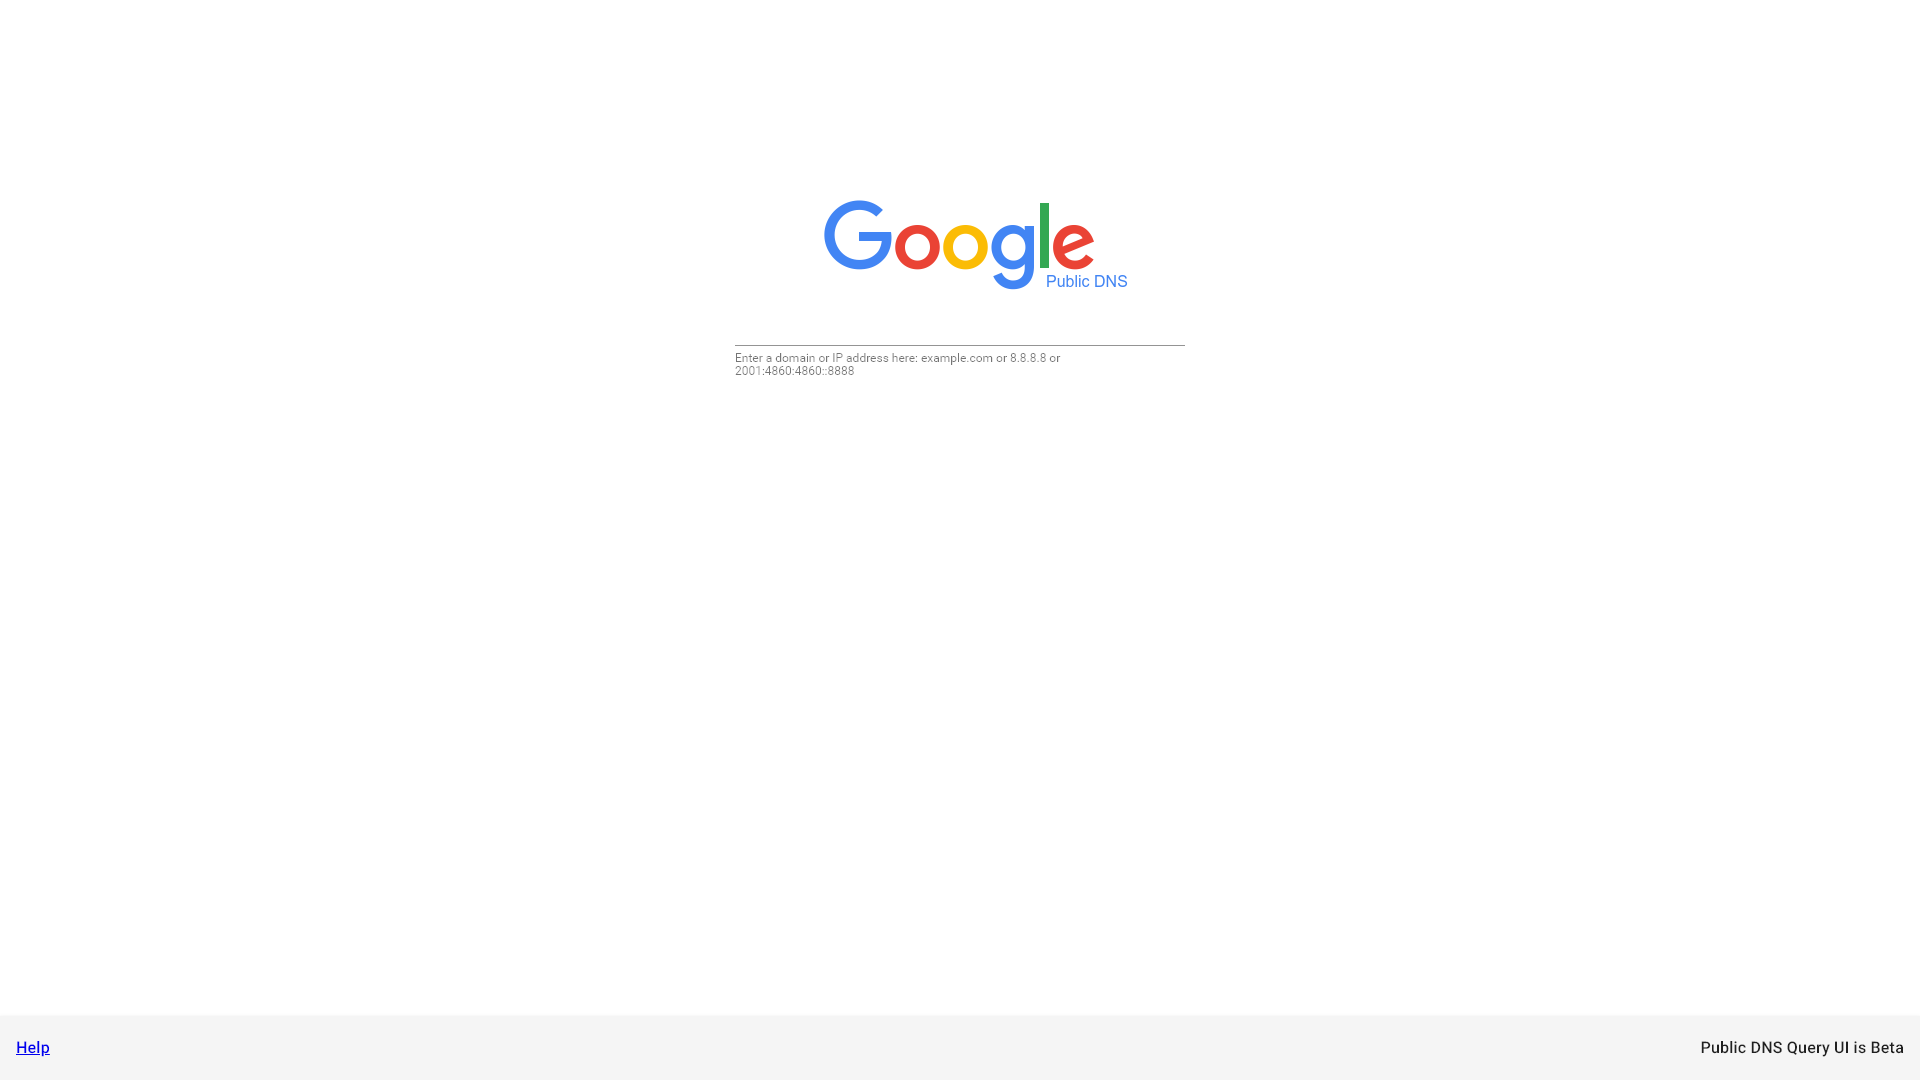 Google
Public DNS
Enter a domain or IP address here: example.com or 8.8.8.8 or
2001:4860:4860::8888
Help
Public DNS Query UI is Beta